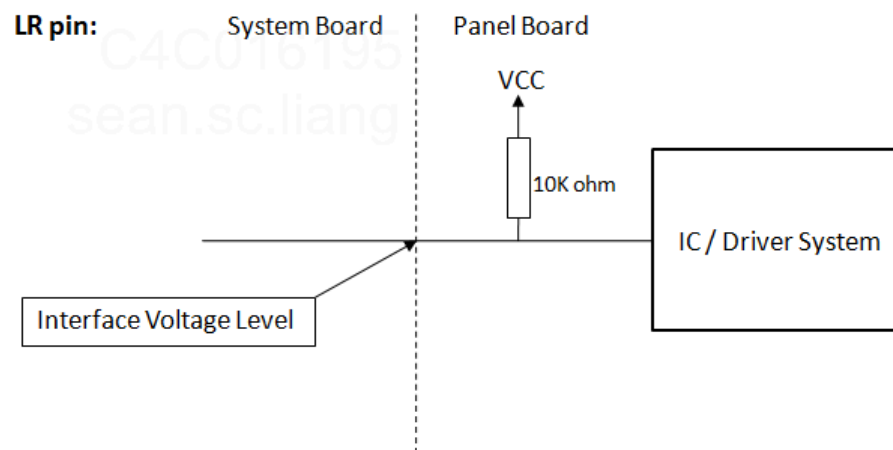 LR pin:
System Board
Panel Board
C4C016195
sean.sc.liang
VCC
10K ohm
IC / Driver System
Interface Voltage Level